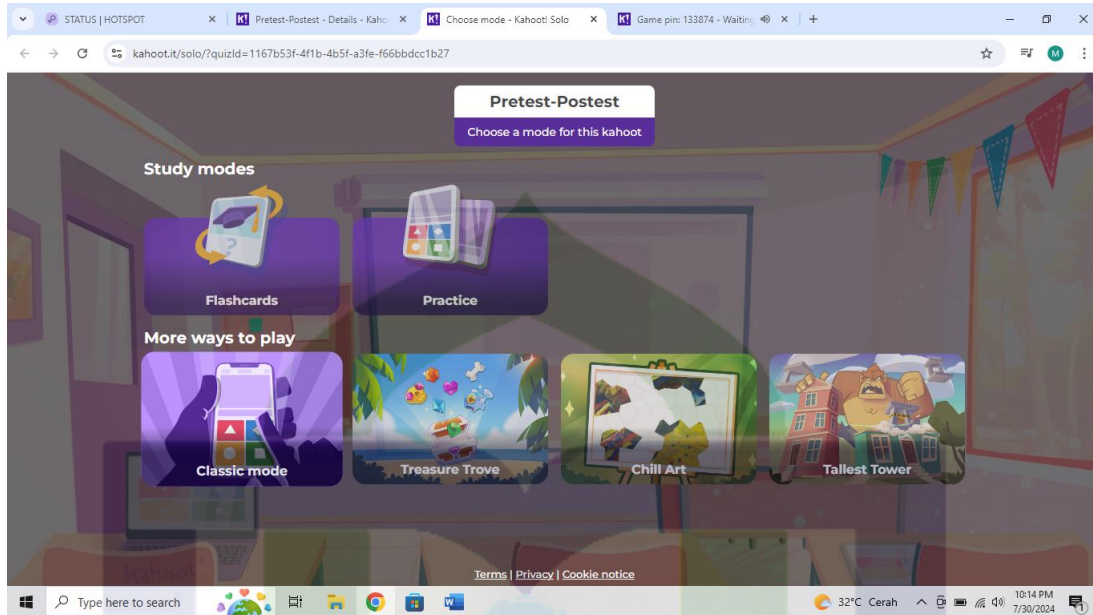 STATUS | HOTSPOT
Pretest-Postest - Details - Kaho
Choose mode - Kahoot! Solo
Game pin: 133874 - Waiting
kahoot.it/solo/?quizId=1167b53f-4f1b-4b5f-a3fe-f66bbdcc1b27
M
Pretest-Postest
Choose a mode for this kahoot
Study modes
Flashcards
Practice
More ways to play
Classic mode
Treasure Trove
Chill Art
Tallest Tower
Kahoot
Terms | Privacy | Cookie notice
Type here to search
32°C Cerah
10:14 PM
7/30/2024